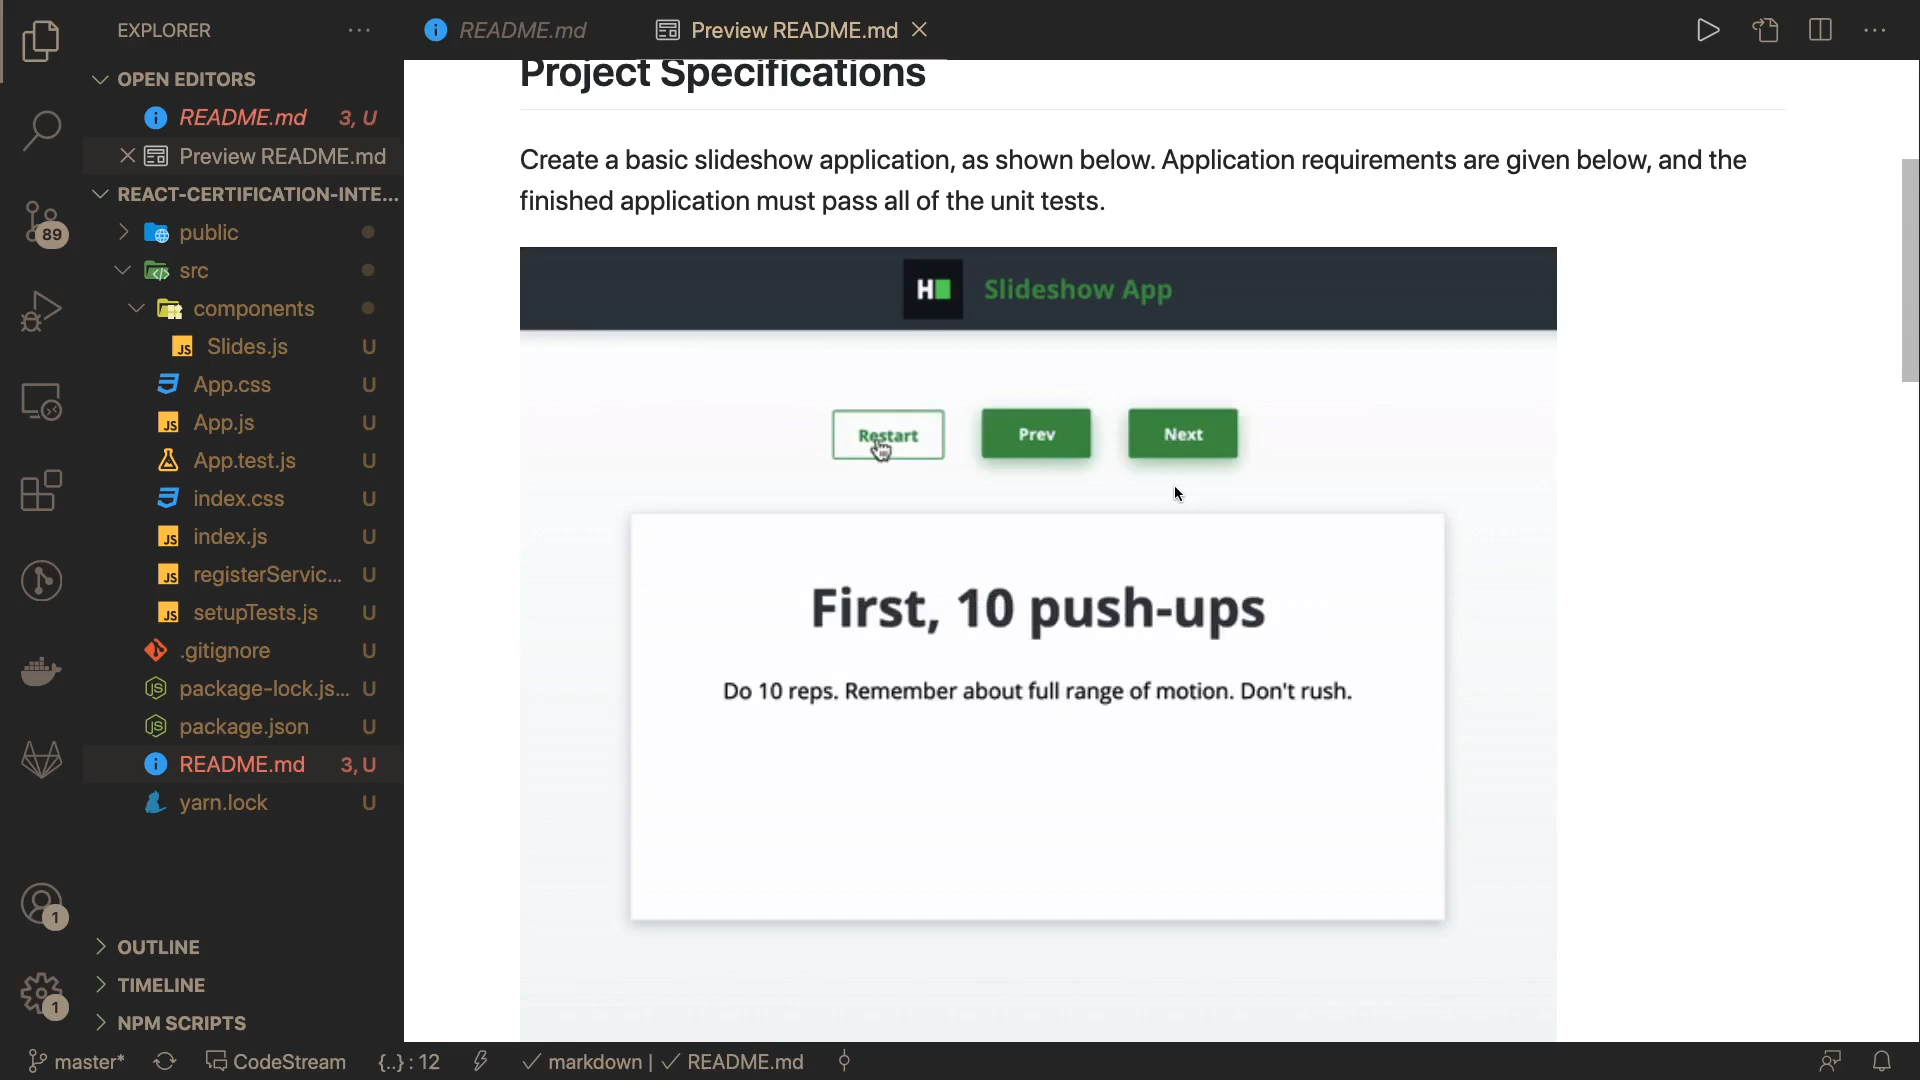 EXPLORER
README.md
Preview README.md
OPEN EDITORS
README.md 3, U
Preview README.md
REACT-CERTIFICATION-INTE...
public
src
components
Slides.js U
App.css U
App.js U
App.test.js U
index.css U
index.js U
registerServic... U
setupTests.js U
.gitignore U
package-lock.js... U
package.json U
README.md 3, U
yarn.lock U
OUTLINE
TIMELINE
NPM SCRIPTS
89
1
1
Project Specifications
Create a basic slideshow application, as shown below. Application requirements are given below, and the
finished application must pass all of the unit tests.
H
Slideshow App
Restart
Prev
Next
First, 10 push-ups
Do 10 reps. Remember about full range of motion. Don't rush.
master* CodeStream {..} : 12 markdown | README.md